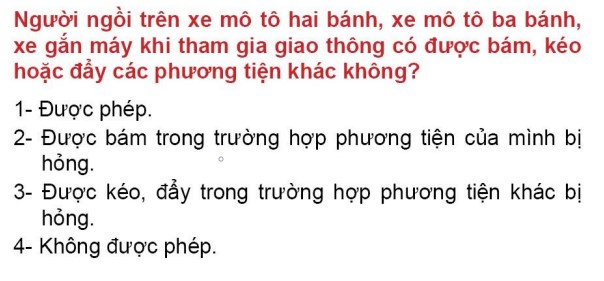 Người ngồi trên xe mô tô hai bánh, xe mô tô ba bánh,
xe gắn máy khi tham gia giao thông có được bám, kéo
hoặc đẩy các phương tiện khác không?
1- Được phép.
2- Được bám trong trường hợp phương tiện của mình bị
hỏng.
3- Được kéo, đẩy trong trường hợp phương tiện khác bị
hỏng.
4- Không được phép.